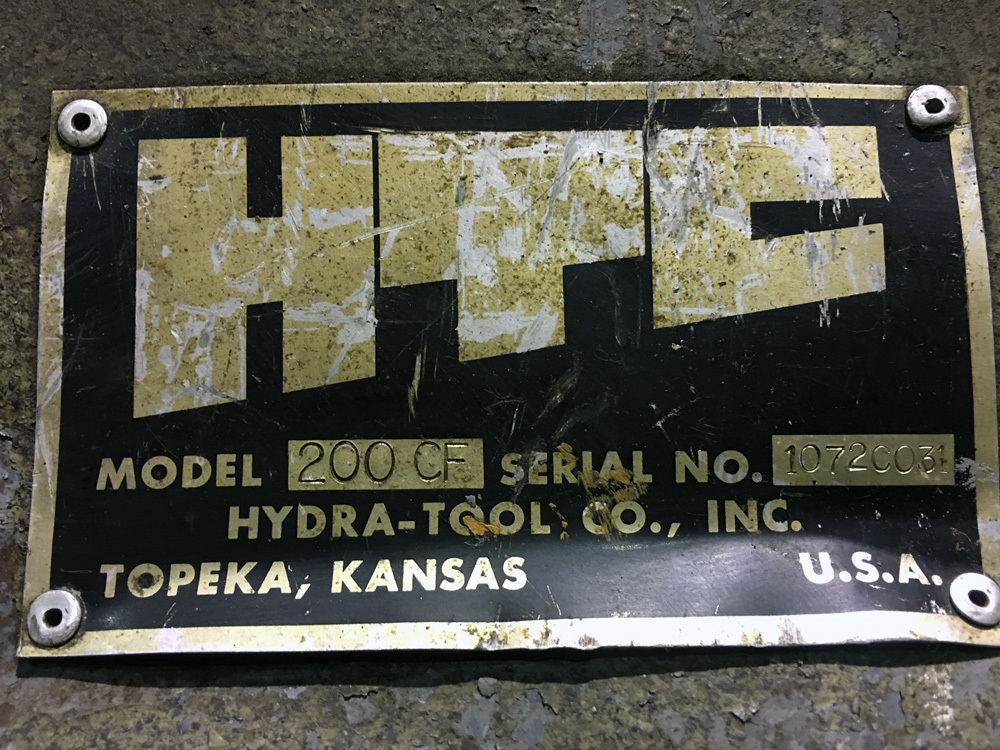 HTC
MODEL 200 CF SERIAL NO. 1072C031
HYDRA-TOOL CO., INC.
TOPEKA, KANSAS U.S.A.